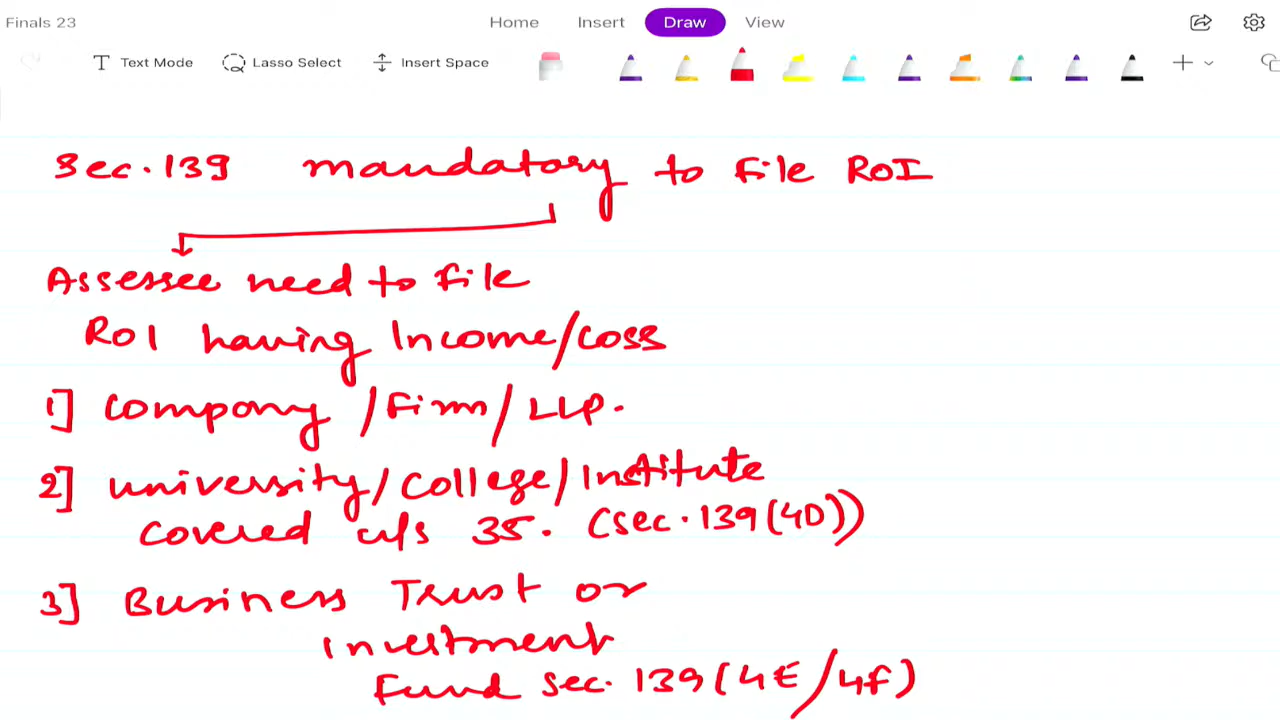 Finals 23
Home Insert Draw View
Text Mode Lasso Select Insert Space
Sec. 139 mandatory to File ROI
Assessee need to file
ROI having Income/Loss
1] Company /Firm/ LLP.
2] university/College/Institute
covered u/s 35. (Sec. 139(4D))
3] Business Trust or
Investment
Fund Sec. 139(4E/4F)